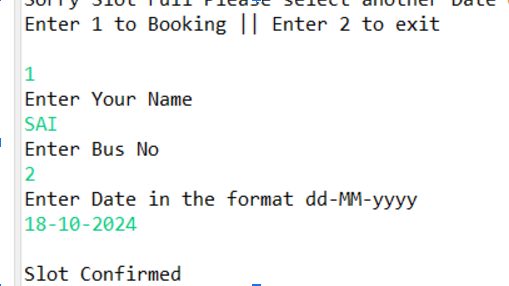 Sorry Slot Full Please select another Date
Enter 1 to Booking || Enter 2 to exit
1
Enter Your Name
SAI
Enter Bus No
2
Enter Date in the format dd-MM-yyyy
18-10-2024
Slot Confirmed